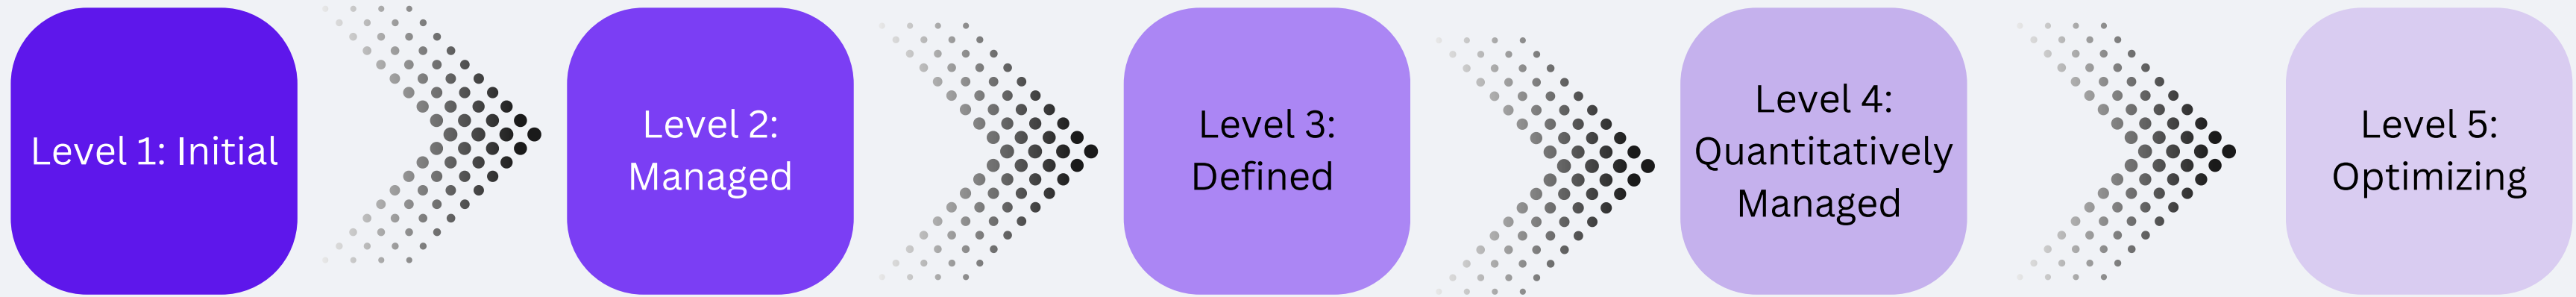 Level 1: Initial
Level 2:
Managed
Level 3:
Defined
Level 4:
Quantitatively
Managed
Level 5:
Optimizing